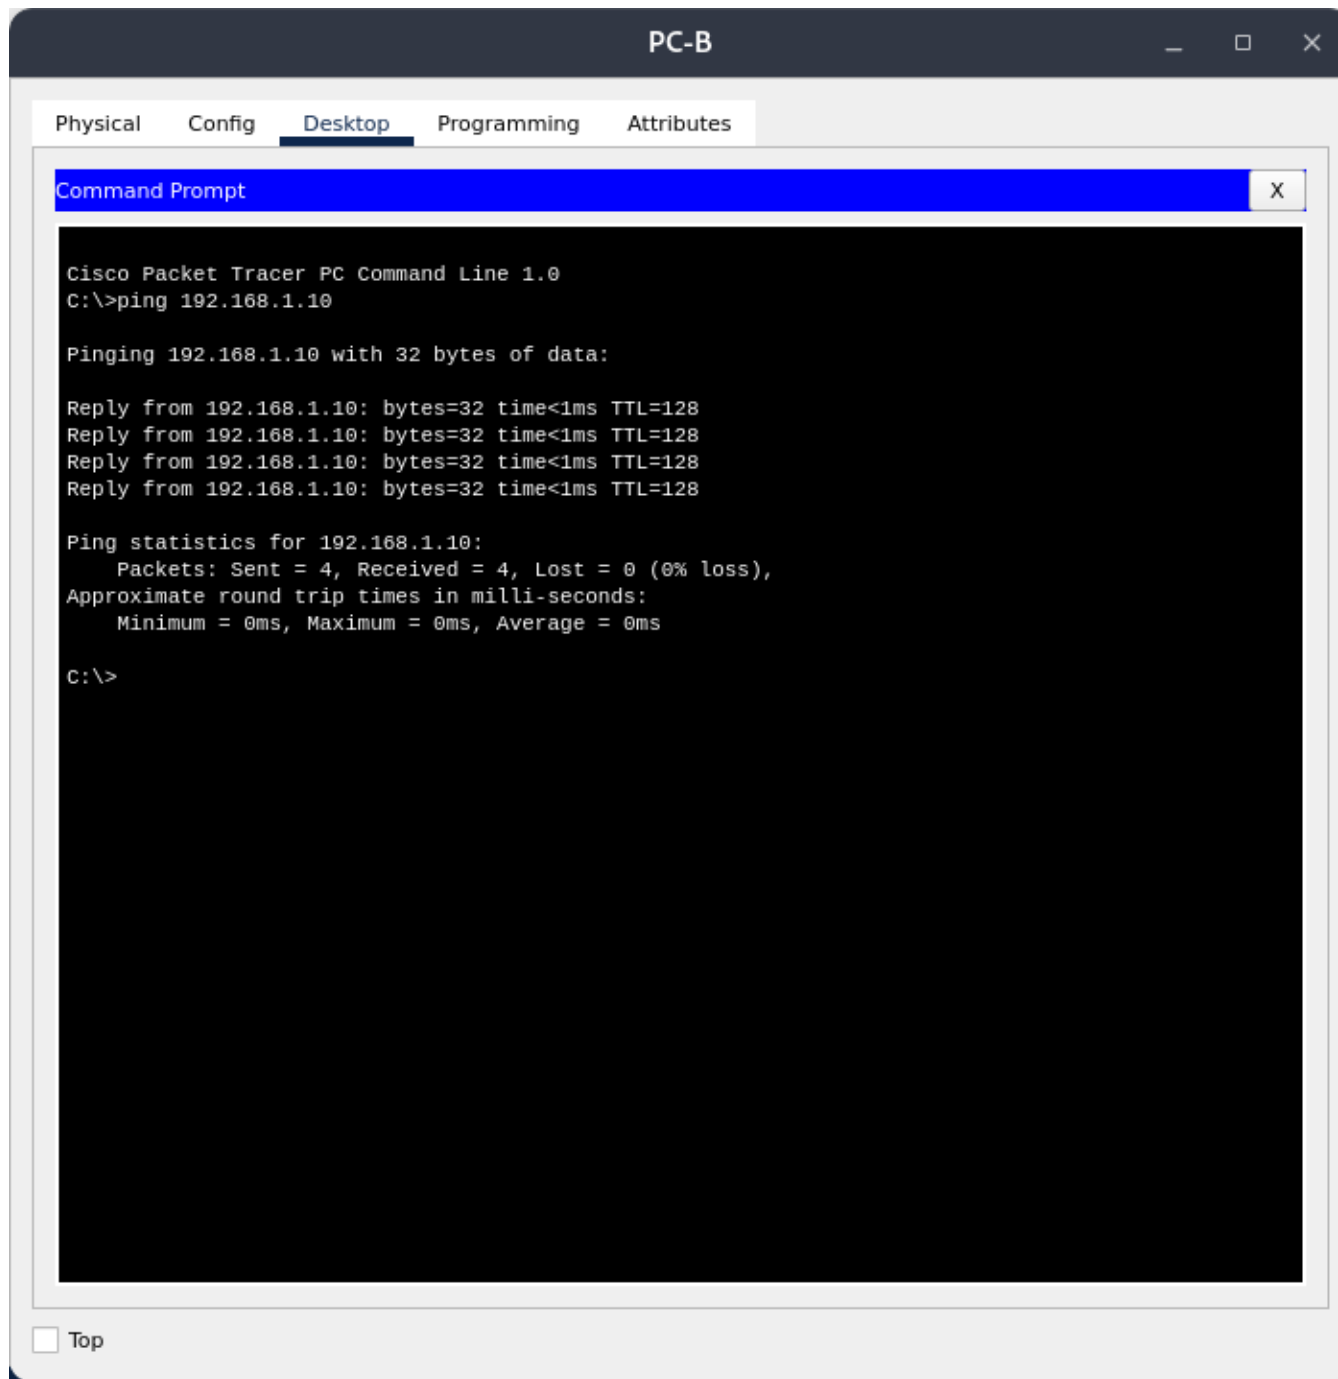 PC-B
Physical Config Desktop Programming Attributes
Command Prompt X
Cisco Packet Tracer PC Command Line 1.0
C:\>ping 192.168.1.10
Pinging 192.168.1.10 with 32 bytes of data:
Reply from 192.168.1.10: bytes=32 time<1ms TTL=128
Reply from 192.168.1.10: bytes=32 time<1ms TTL=128
Reply from 192.168.1.10: bytes=32 time<1ms TTL=128
Reply from 192.168.1.10: bytes=32 time<1ms TTL=128
Ping statistics for 192.168.1.10:
Packets: Sent = 4, Received = 4, Lost = 0 (0% loss),
Approximate round trip times in milli-seconds:
Minimum = 0ms, Maximum = 0ms, Average = 0ms
C:\>
Top